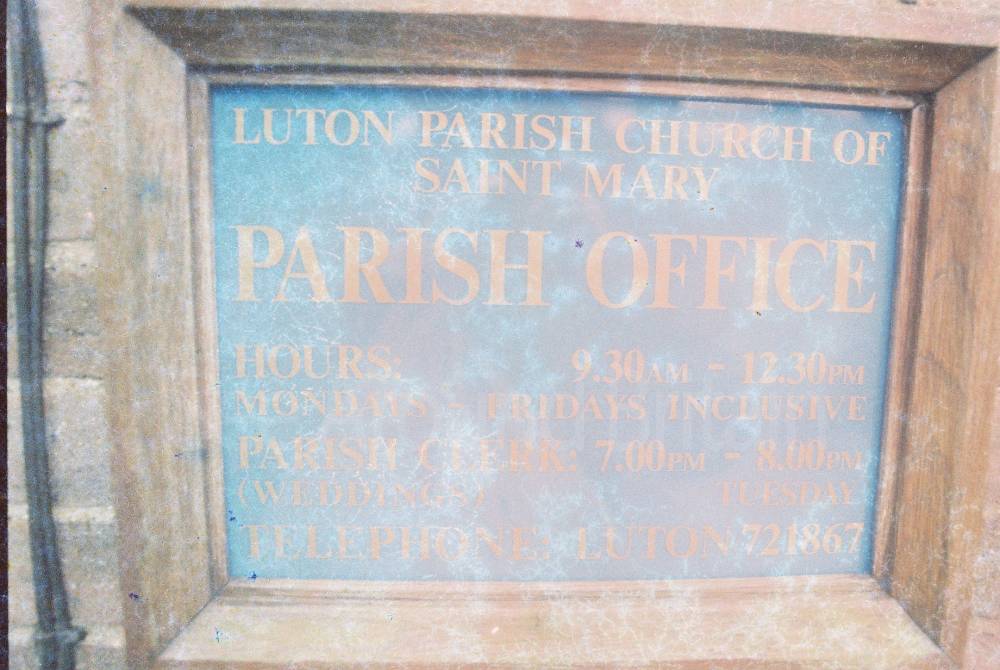 LUTON PARISH CHURCH OF
SAINT MARY
PARISH OFFICE
HOURS: 9.30AM - 12.30PM
MONDAYS - FRIDAYS INCLUSIVE
PARISH CLERK: 7.00PM - 8.00PM
(WEDDINGS) TUESDAY
TELEPHONE: LUTON 721867